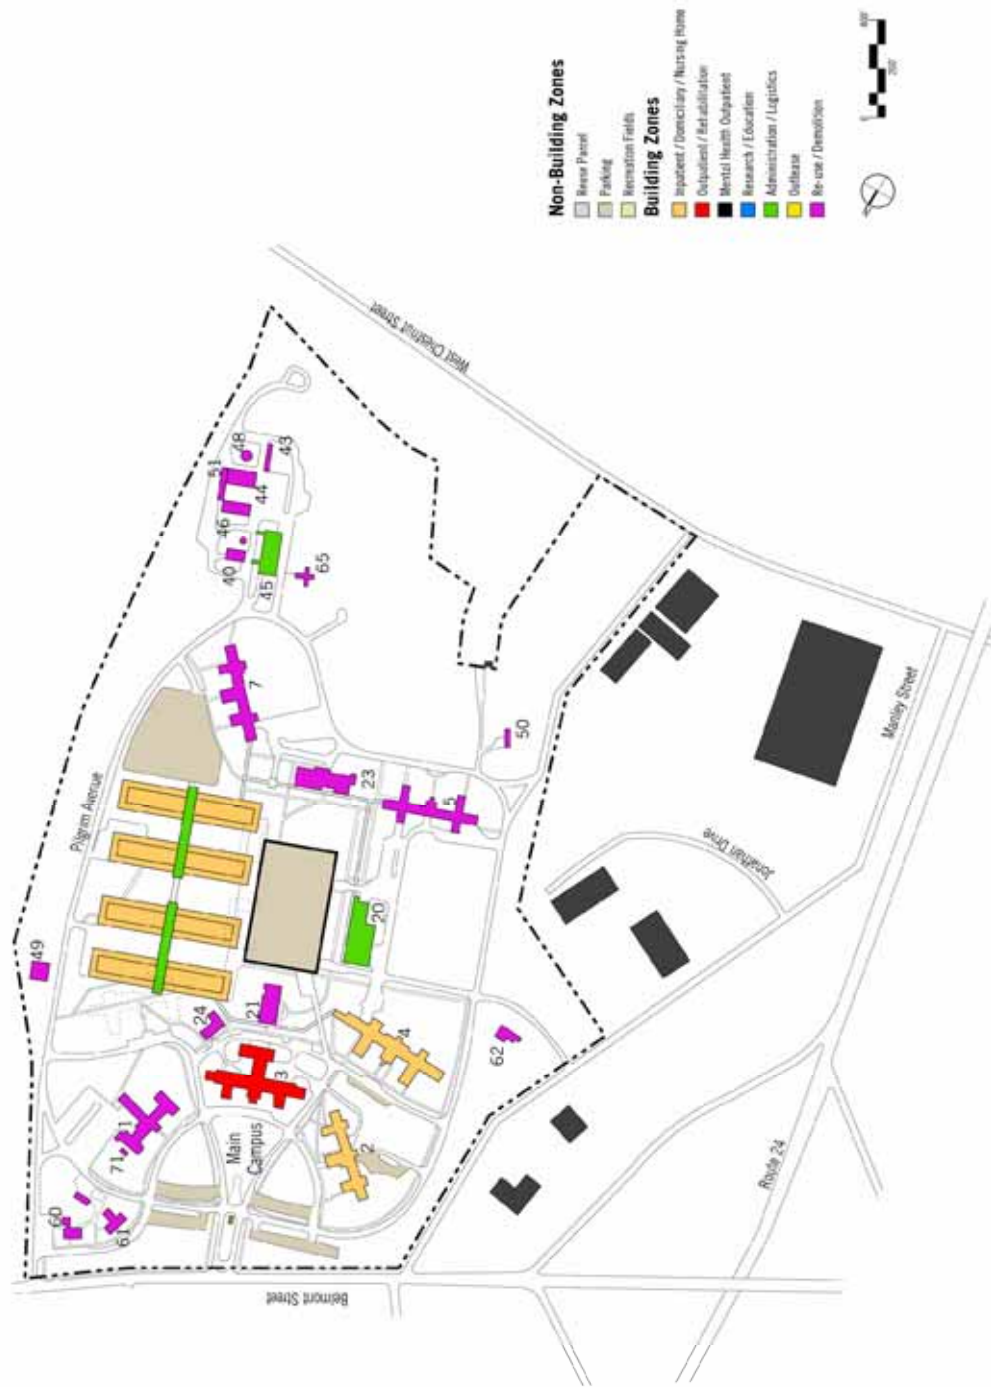 Non-Building Zones
Reuse Parcel
Parking
Recreation Fields
Building Zones
Inpatient / Domiciliary / Nursing Home
Outpatient / Rehabilitation
Mental Health Outpatient
Research / Education
Administration / Logistics
Outlease
Re-use / Demolition
0'
200'
400'
West Chestnut Street
Pilgrim Avenue
Manley Street
Jonathan Drive
Route 24
Belmont Street
Main
Campus
51
48
43
44
46
40
45
65
7
23
5
50
49
20
21
24
3
4
62
2
71
1
60
61